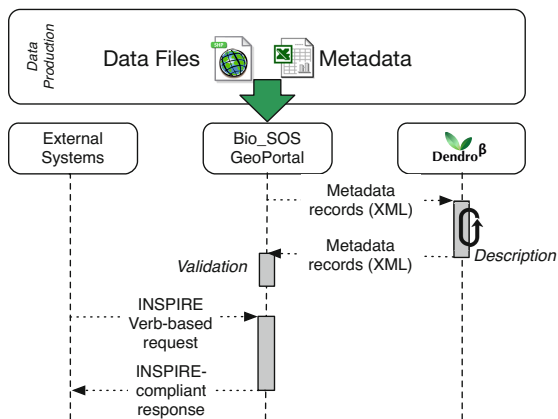 Data
Production
Data Files
SHP
Metadata
External
Systems
Bio_SOS
GeoPortal
Dendro β
Metadata
records (XML)
Description
Metadata
records (XML)
Validation
INSPIRE
Verb-based
request
INSPIRE-
compliant
response